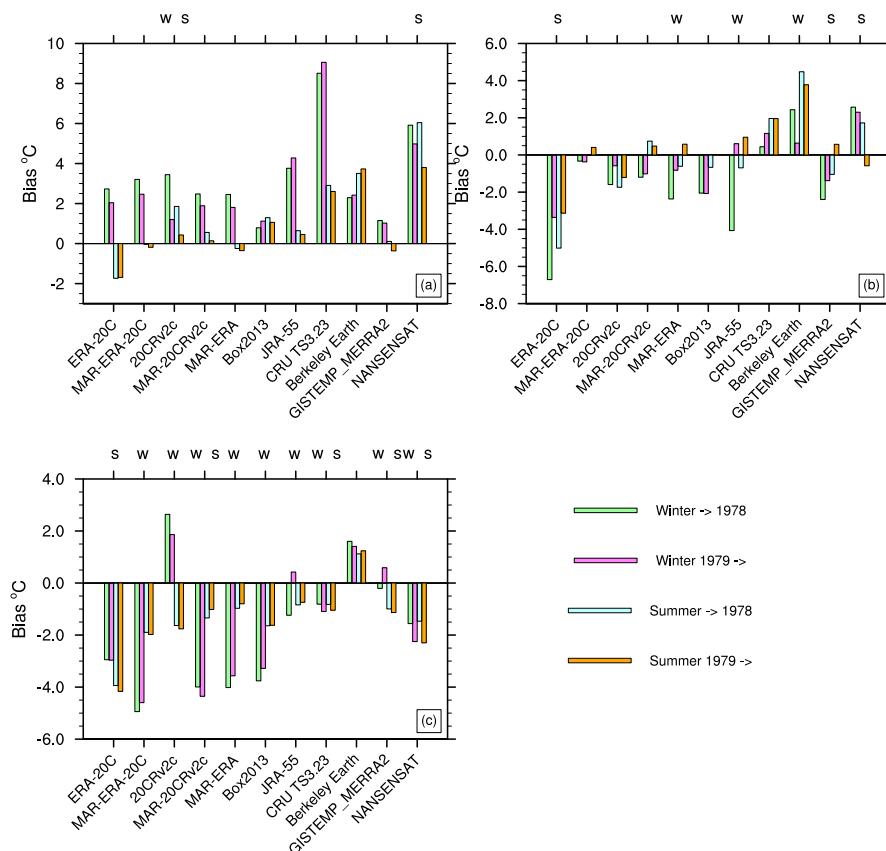 W S S
10
8
6
4
2
0
-2
Bias °C
(a)
ERA-20C
MAR-ERA-20C
20CRv2c
MAR-20CRv2c
MAR-ERA
Box2013
JRA-55
CRU TS3.23
Berkeley Earth
GISTEMP_MERRA2
NANSENSAT
S W W W S S
6.0
4.0
2.0
0.0
-2.0
-4.0
-6.0
-8.0
Bias °C
(b)
ERA-20C
MAR-ERA-20C
20CRv2c
MAR-20CRv2c
MAR-ERA
Box2013
JRA-55
CRU TS3.23
Berkeley Earth
GISTEMP_MERRA2
NANSENSAT
S W W W S W W W W S W S W S
4.0
2.0
0.0
-2.0
-4.0
-6.0
Bias °C
(c)
ERA-20C
MAR-ERA-20C
20CRv2c
MAR-20CRv2c
MAR-ERA
Box2013
JRA-55
CRU TS3.23
Berkeley Earth
GISTEMP_MERRA2
NANSENSAT
Winter -> 1978
Winter 1979 ->
Summer -> 1978
Summer 1979 ->